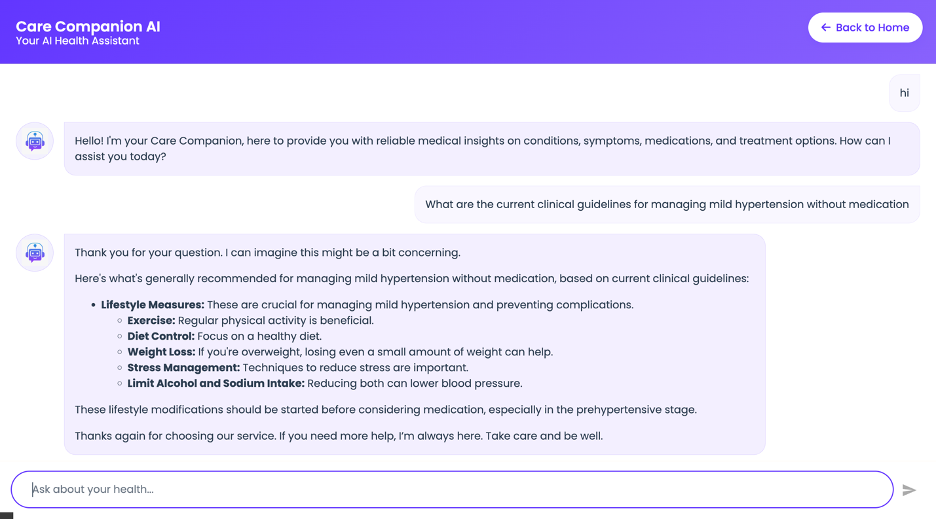 Care Companion AI
Your AI Health Assistant
← Back to Home
hi
Hello! I'm your Care Companion, here to provide you with reliable medical insights on conditions, symptoms, medications, and treatment options. How can I
assist you today?
What are the current clinical guidelines for managing mild hypertension without medication
Thank you for your question. I can imagine this might be a bit concerning.
Here's what's generally recommended for managing mild hypertension without medication, based on current clinical guidelines:
• Lifestyle Measures: These are crucial for managing mild hypertension and preventing complications.
◦ Exercise: Regular physical activity is beneficial.
◦ Diet Control: Focus on a healthy diet.
◦ Weight Loss: If you're overweight, losing even a small amount of weight can help.
◦ Stress Management: Techniques to reduce stress are important.
◦ Limit Alcohol and Sodium Intake: Reducing both can lower blood pressure.
These lifestyle modifications should be started before considering medication, especially in the prehypertensive stage.
Thanks again for choosing our service. If you need more help, I'm always here. Take care and be well.
Ask about your health...